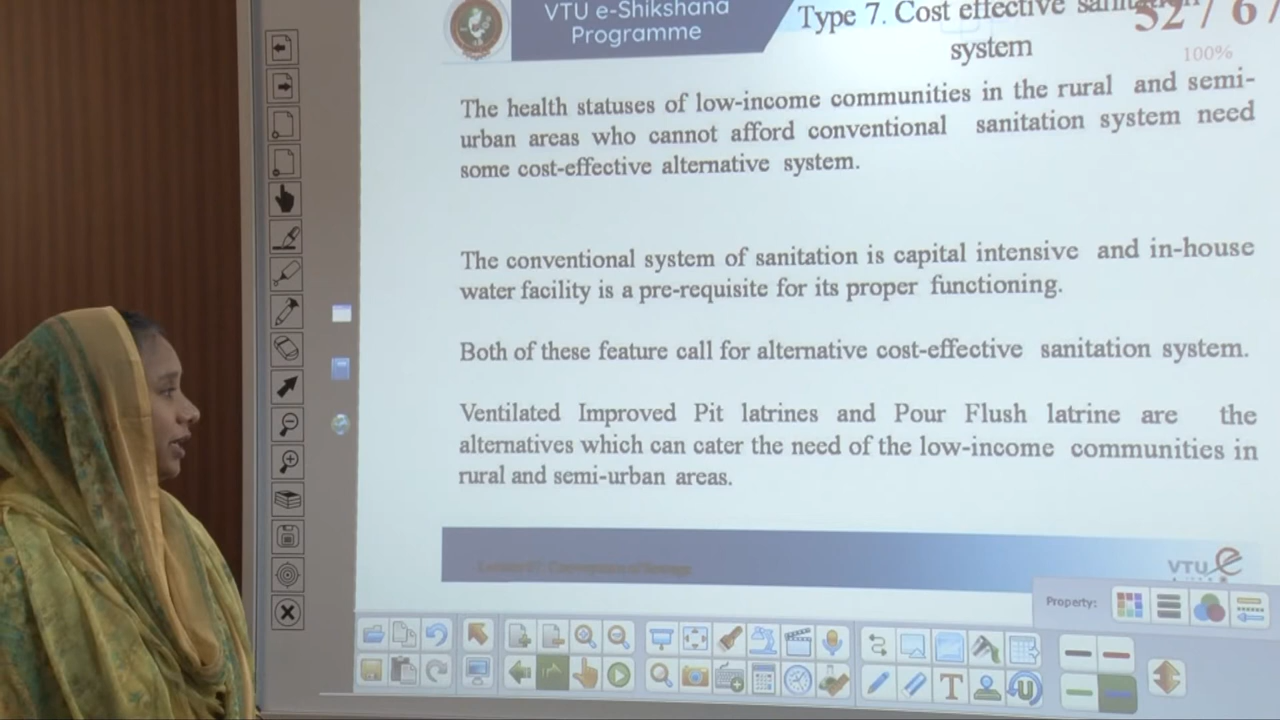 VTU e-Shikshana
Programme
Type 7. Cost effective sanitation
system
52 / 67
100%
The health statuses of low-income communities in the rural and semi-
urban areas who cannot afford conventional sanitation system need
some cost-effective alternative system.
The conventional system of sanitation is capital intensive and in-house
water facility is a pre-requisite for its proper functioning.
Both of these feature call for alternative cost-effective sanitation system.
Ventilated Improved Pit latrines and Pour Flush latrine are the
alternatives which can cater the need of the low-income communities in
rural and semi-urban areas.
VTU e
Property:
T